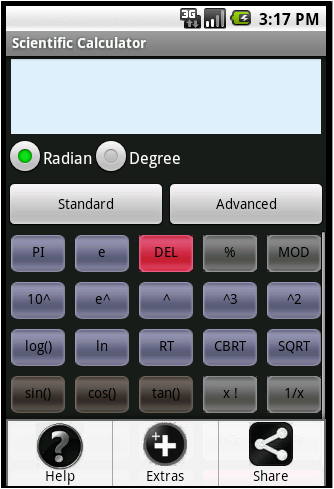 3G 3:17 PM
Scientific Calculator
Radian Degree
Standard Advanced
PI e DEL % MOD
10^ e^ ^ ^3 ^2
log() ln RT CBRT SQRT
sin() cos() tan() x ! 1/x
?
Help Extras Share